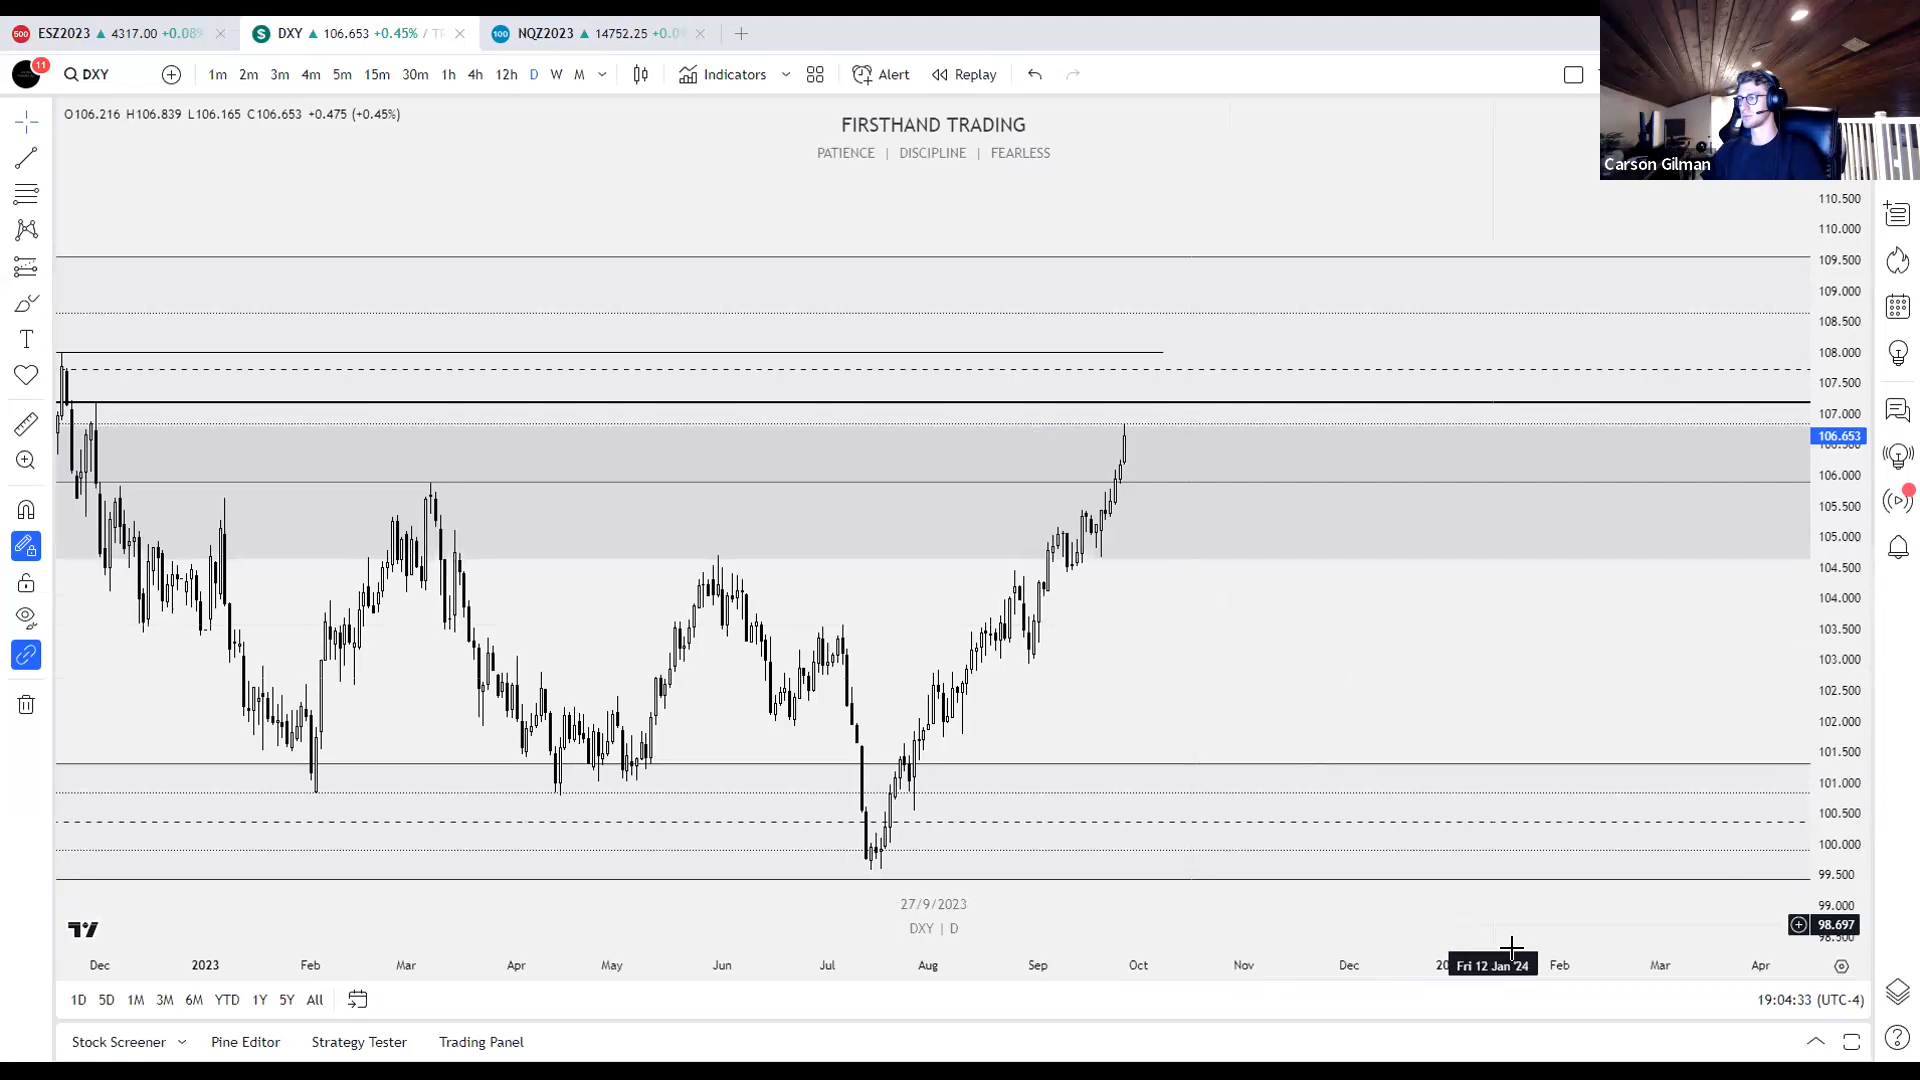 ESZ2023 ▲ 4317.00 +0.08%
DXY ▲ 106.653 +0.45% /
NQZ2023 ▲ 14752.25 +0.0
11
DXY
1m 2m 3m 4m 5m 15m 30m 1h 4h 12h D W M
Indicators
Alert
Replay
O106.216 H106.839 L106.165 C106.653 +0.475 (+0.45%)
FIRSTHAND TRADING
PATIENCE | DISCIPLINE | FEARLESS
Carson Gilman
110.500
110.000
109.500
109.000
108.500
108.000
107.500
107.000
106.653
106.000
105.500
105.000
104.500
104.000
103.500
103.000
102.500
102.000
101.500
101.000
100.500
100.000
99.500
99.000
98.697
27/9/2023
DXY | D
Dec 2023 Feb Mar Apr May Jun Jul Aug Sep Oct Nov Dec 20 Fri 12 Jan '24 Feb Mar Apr
1D 5D 1M 3M 6M YTD 1Y 5Y All
19:04:33 (UTC-4)
Stock Screener Pine Editor Strategy Tester Trading Panel